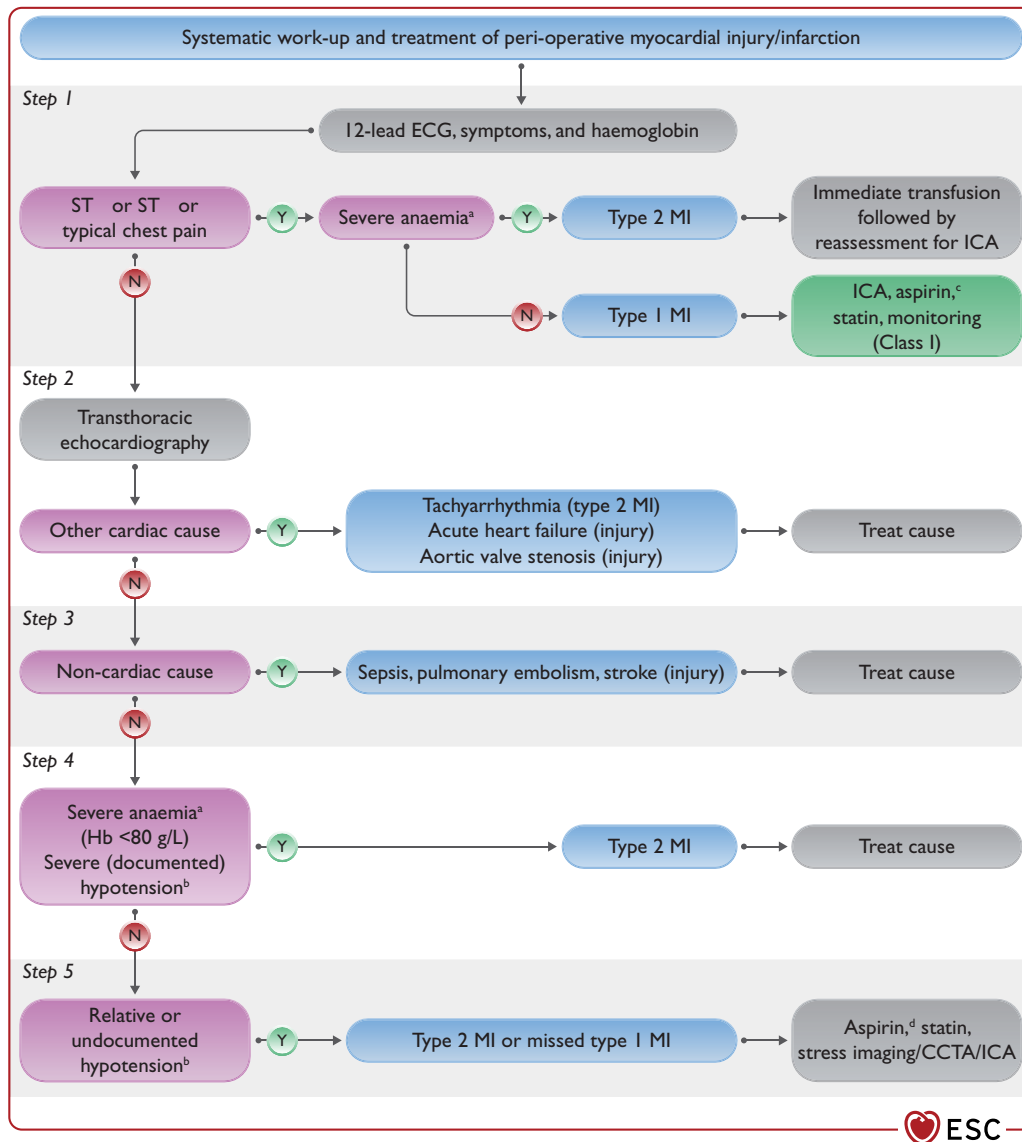 Systematic work-up and treatment of peri-operative myocardial injury/infarction
Step 1
12-lead ECG, symptoms, and haemoglobin
ST or ST or
typical chest pain
Y
Severe anaemiaᵃ
Y
Type 2 MI
Immediate transfusion
followed by
reassessment for ICA
N
N
Type 1 MI
ICA, aspirin,ᶜ
statin, monitoring
(Class I)
Step 2
Transthoracic
echocardiography
Other cardiac cause
Y
Tachyarrhythmia (type 2 MI)
Acute heart failure (injury)
Aortic valve stenosis (injury)
Treat cause
N
Step 3
Non-cardiac cause
Y
Sepsis, pulmonary embolism, stroke (injury)
Treat cause
N
Step 4
Severe anaemiaᵃ
(Hb <80 g/L)
Severe (documented)
hypotensionᵇ
Y
Type 2 MI
Treat cause
N
Step 5
Relative or
undocumented
hypotensionᵇ
Y
Type 2 MI or missed type 1 MI
Aspirin,ᵈ statin,
stress imaging/CCTA/ICA
ESC